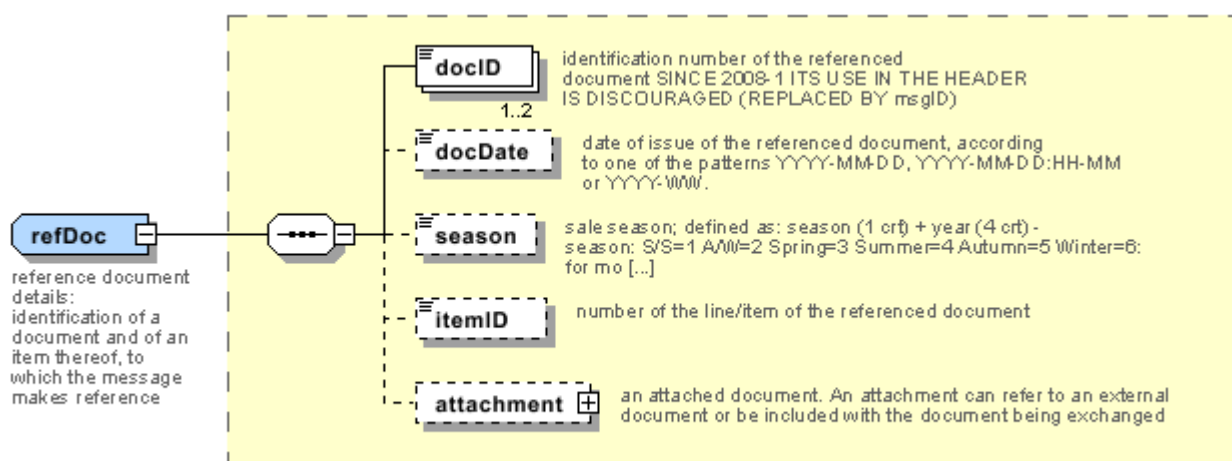 docID
1..2
identification number of the referenced
document SINCE 2008-1 ITS USE IN THE HEADER
IS DISCOURAGED (REPLACED BY msgID)
docDate
date of issue of the referenced document, according
to one of the patterns YYYY-MM-DD, YYYY-MM-DD:HH-MM
or YYYY-WW.
refDoc
reference document
details:
identification of a
document and of an
item thereof, to
which the message
makes reference
season
sale season; defined as: season (1 crt) + year (4 crt) -
season: S/S=1 A/W=2 Spring=3 Summer=4 Autumn=5 Winter=6:
for mo [...]
itemID
number of the line/item of the referenced document
attachment
an attached document. An attachment can refer to an external
document or be included with the document being exchanged